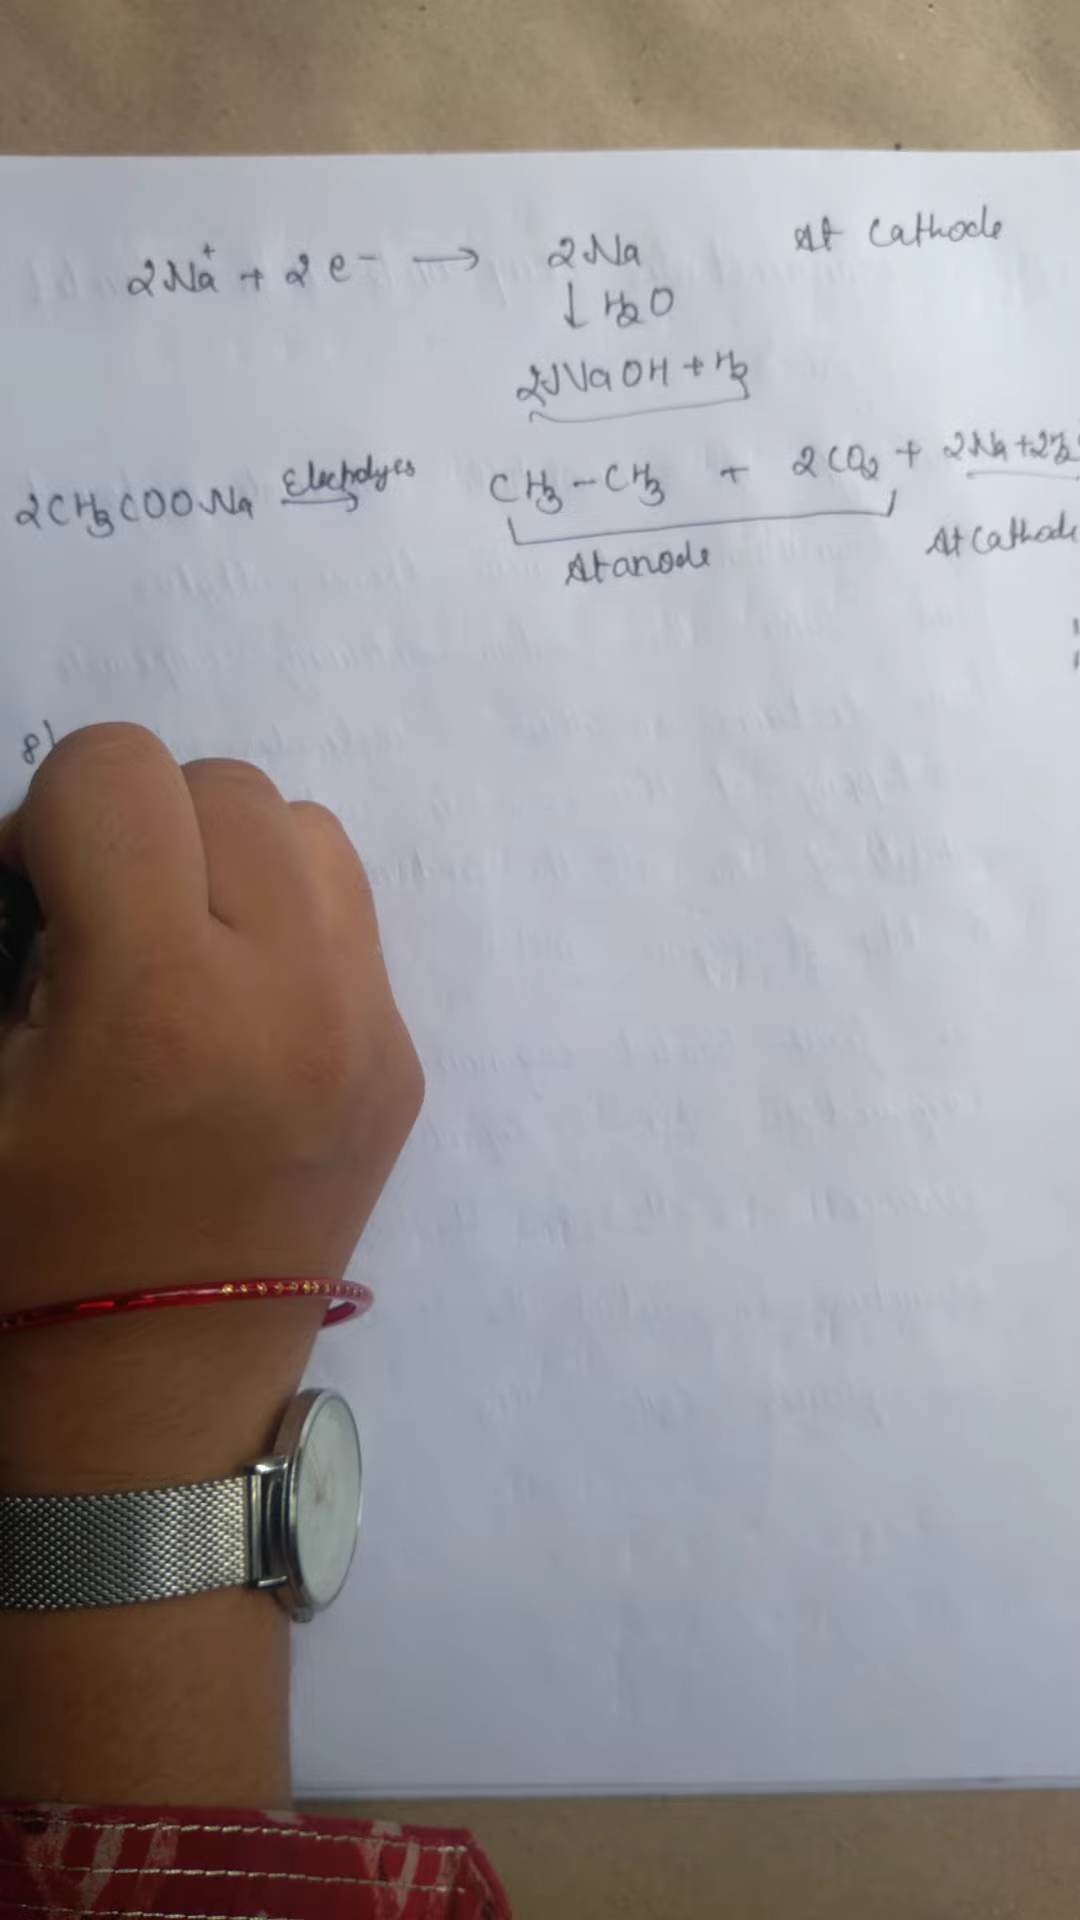 2Na⁺ + 2e⁻ ⟶ 2Na At Cathode
↓ H₂O
2NaOH + H₂
2CH₃COONa Electrolyes → CH₃-CH₃ + 2CO₂ + 2Na+2
At anode At Cathode
8)